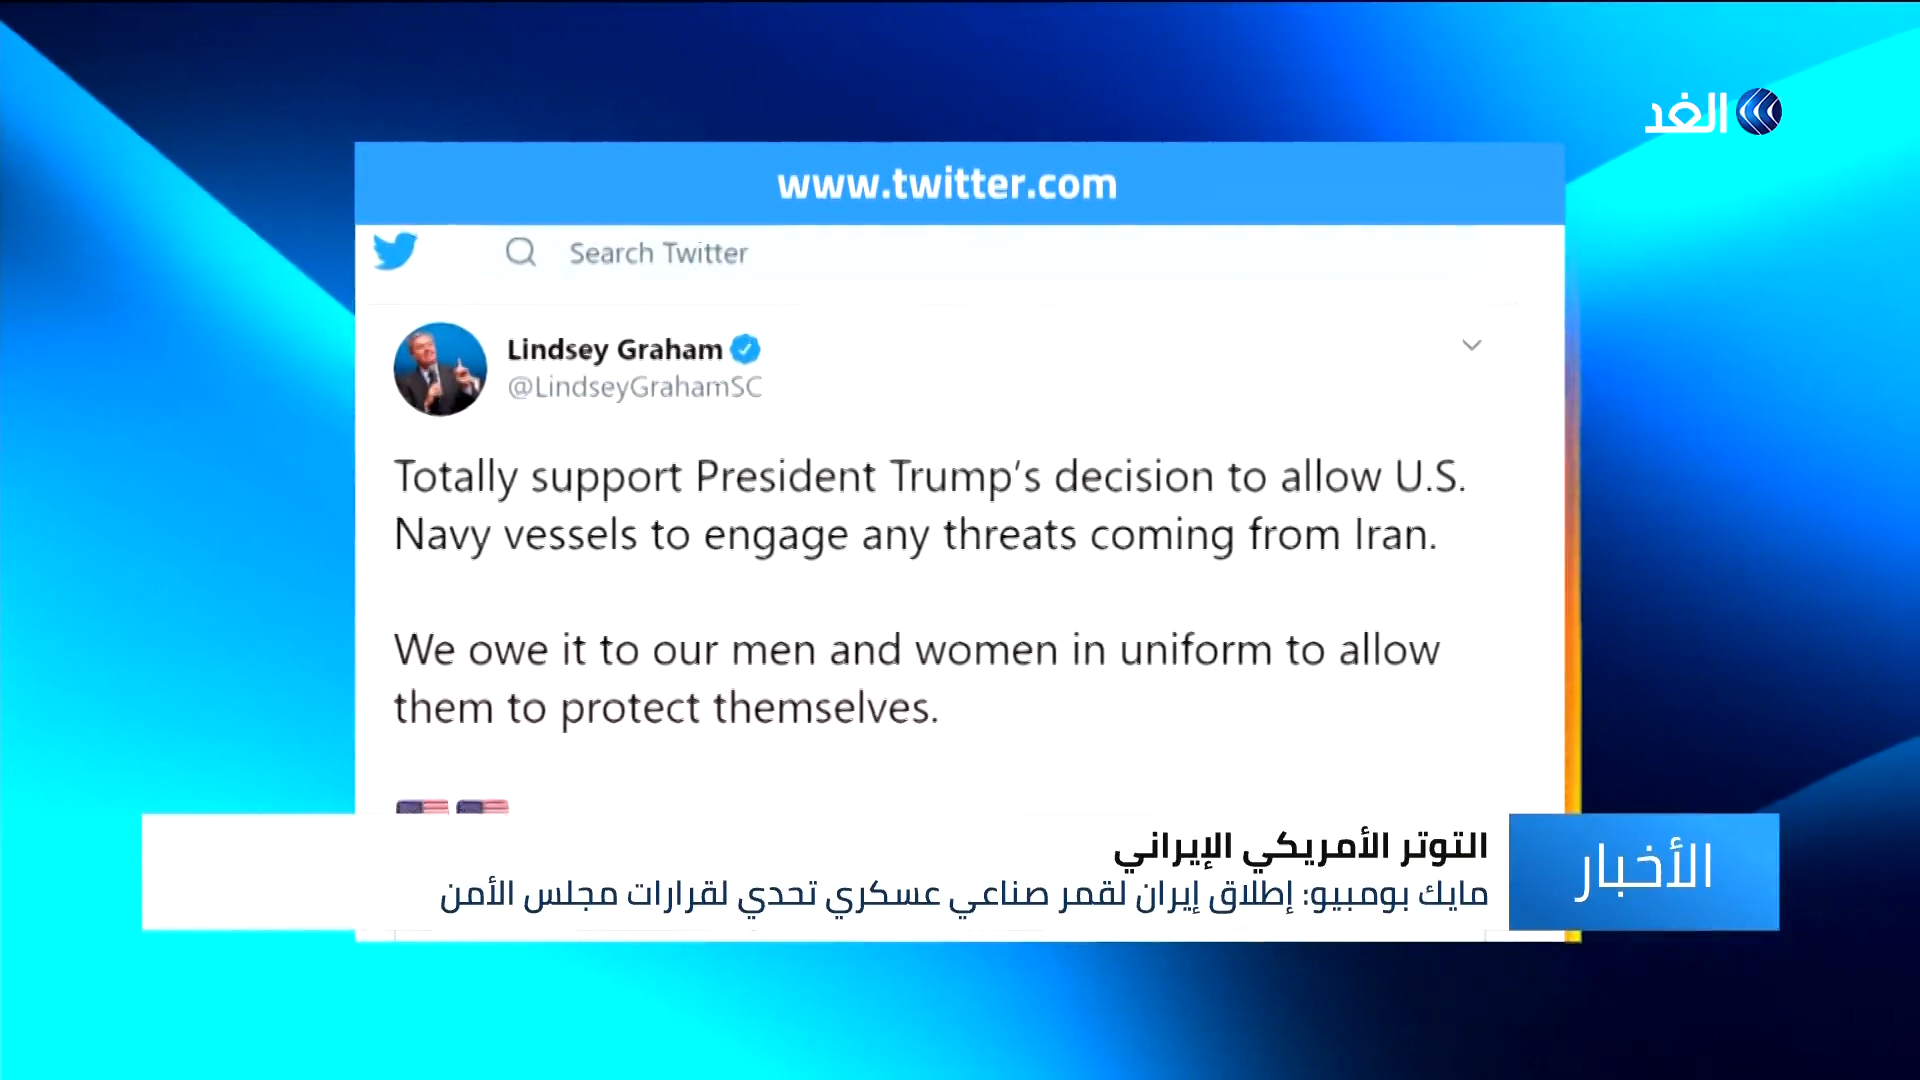 الغد
www.twitter.com
Search Twitter
Lindsey Graham
@LindseyGrahamSC
Totally support President Trump's decision to allow U.S.
Navy vessels to engage any threats coming from Iran.
We owe it to our men and women in uniform to allow
them to protect themselves.
الأخبار
التوتر الأمريكي الإيراني
مايك بومبيو: إطلاق إيران لقمر صناعي عسكري تحدي لقرارات مجلس الأمن